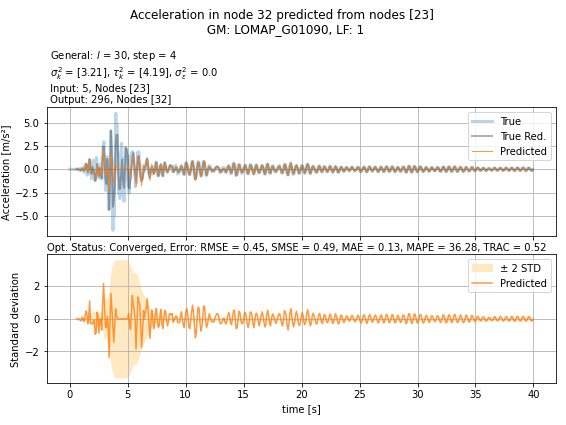 Acceleration in node 32 predicted from nodes [23]
GM: LOMAP_G01090, LF: 1
General: l = 30, step = 4
σ²ₖ = [3.21], τ²ₖ = [4.19], σ²ε = 0.0
Input: 5, Nodes [23]
Output: 296, Nodes [32]
Acceleration [m/s²]
5.0
2.5
0.0
−2.5
−5.0
True
True Red.
Predicted
Opt. Status: Converged, Error: RMSE = 0.45, SMSE = 0.49, MAE = 0.13, MAPE = 36.28, TRAC = 0.52
Standard deviation
2
0
−2
± 2 STD
Predicted
0 5 10 15 20 25 30 35 40
time [s]